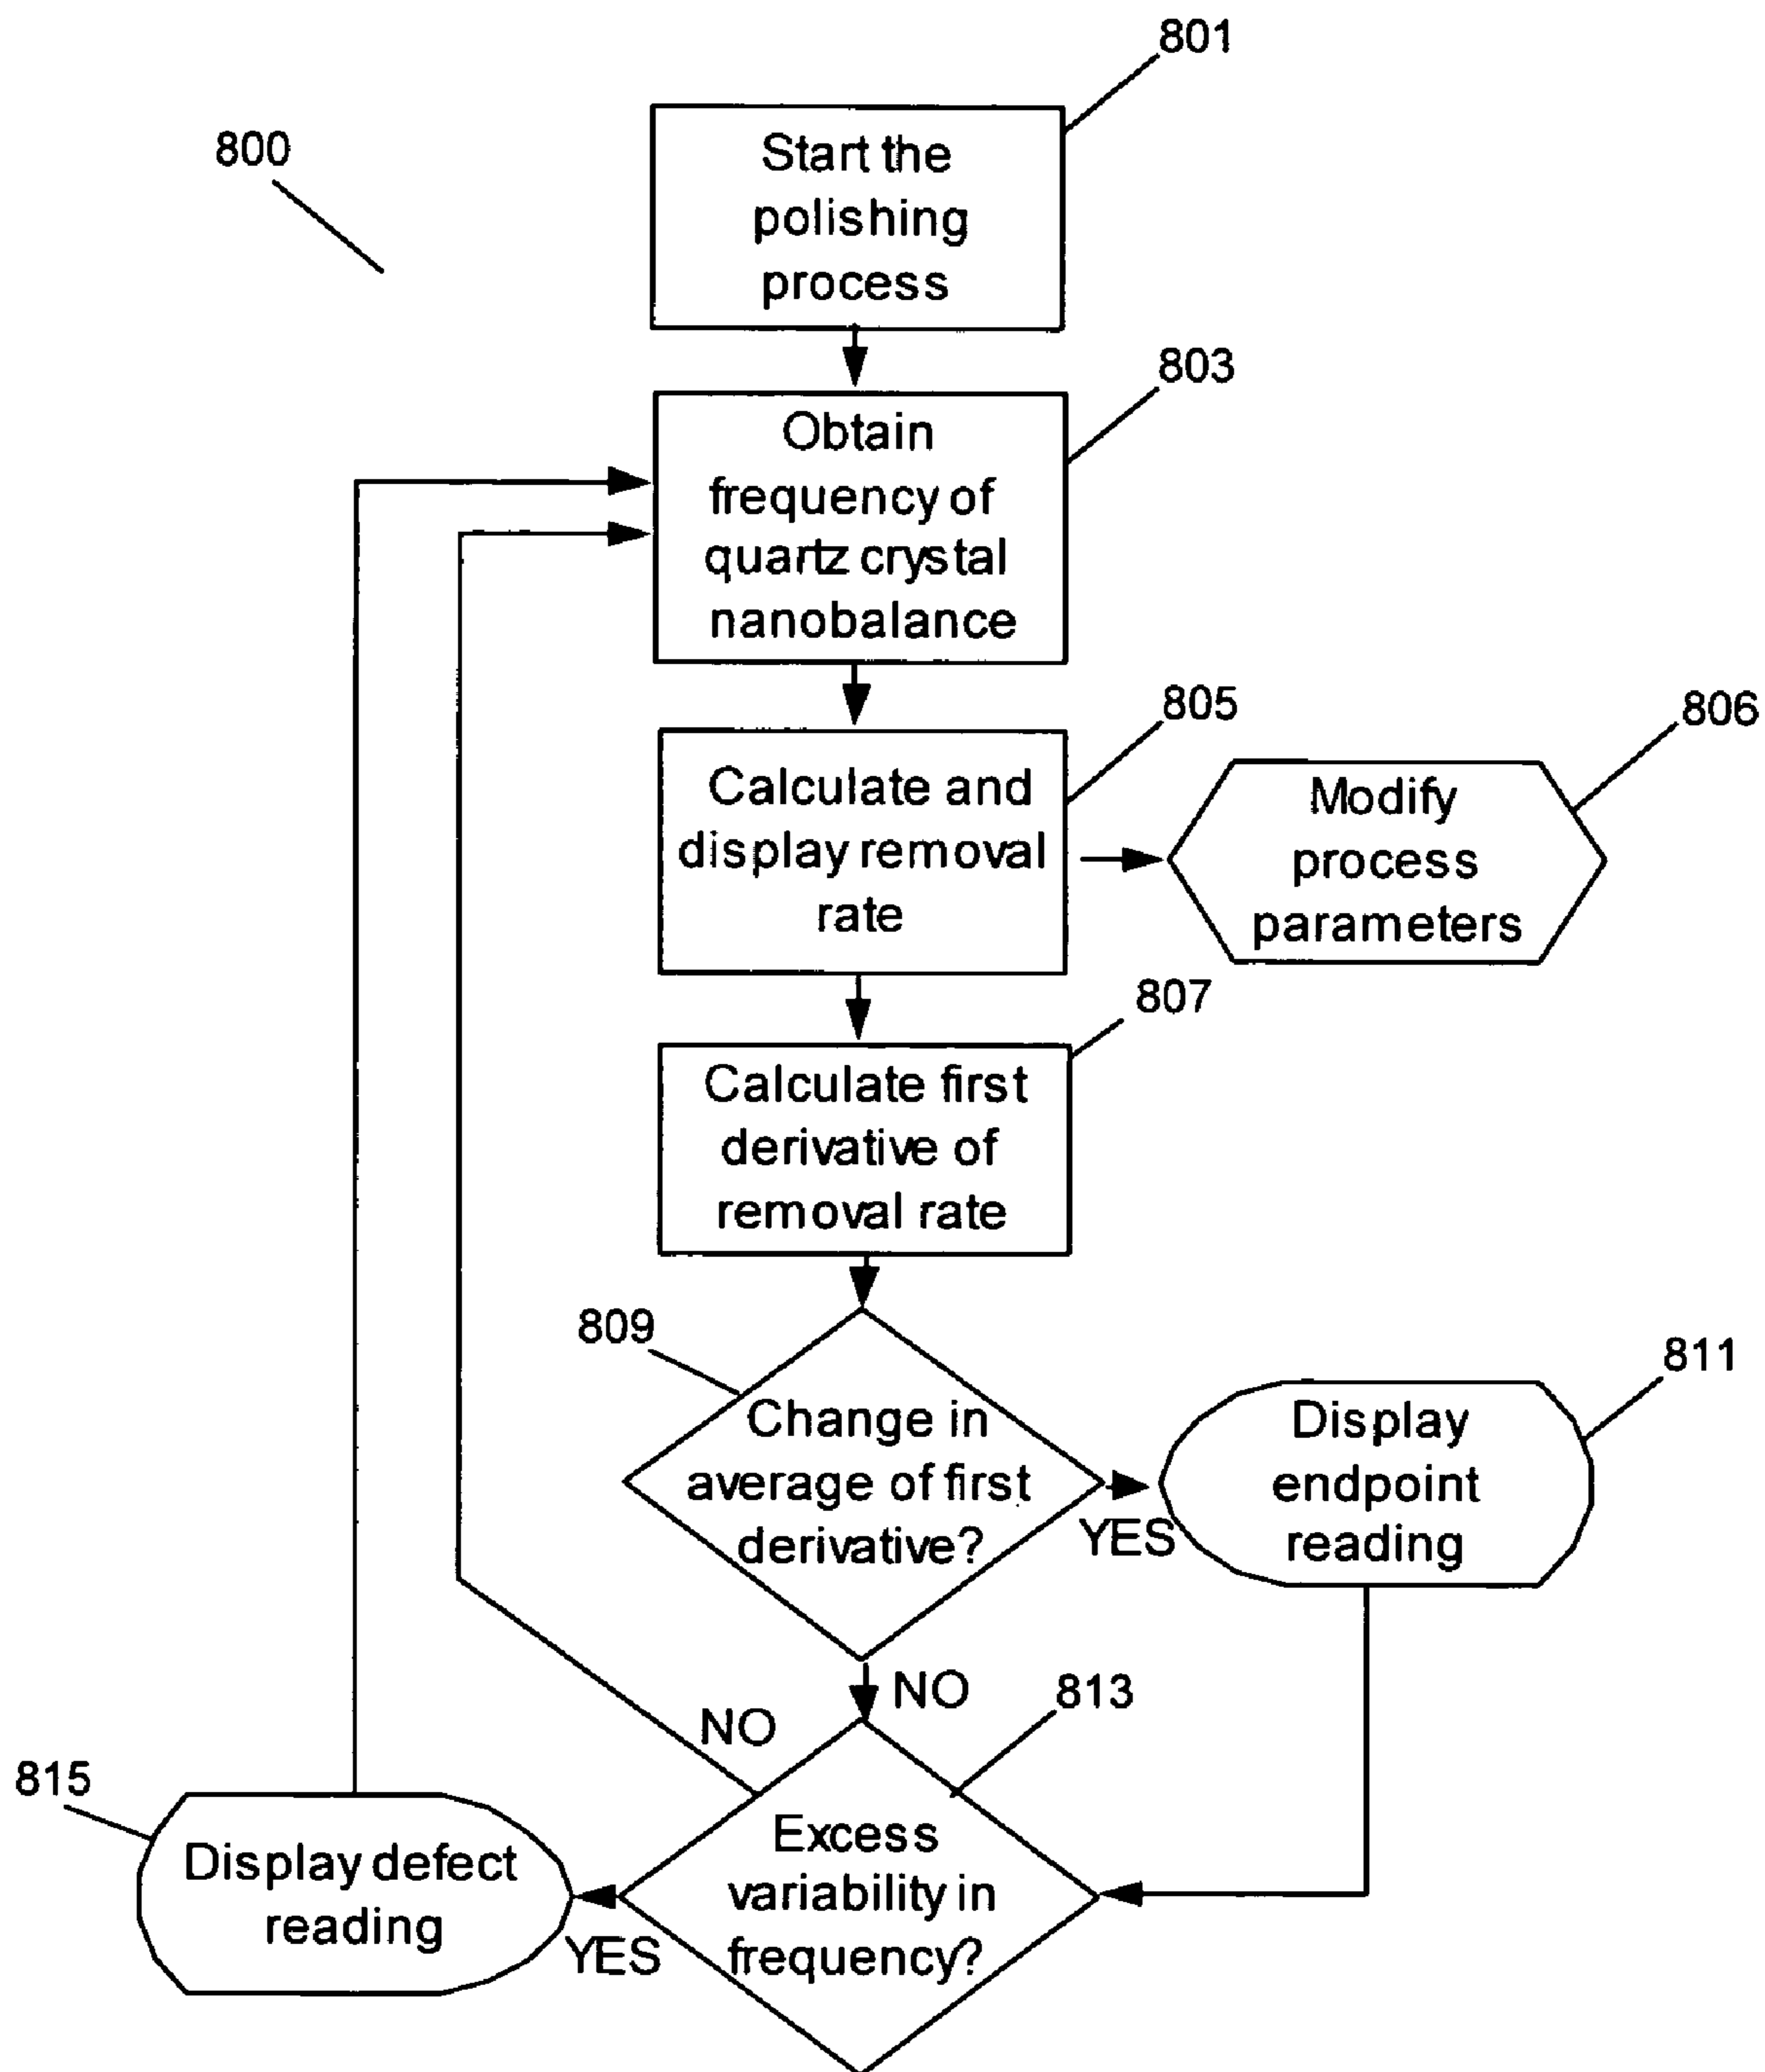 801
800
Start the
polishing
process
803
Obtain
frequency of
quartz crystal
nanobalance
805
806
Calculate and
display removal
rate
Modify
process
parameters
807
Calculate first
derivative of
removal rate
809
811
Change in
average of first
derivative?
YES
Display
endpoint
reading
NO
NO
813
815
Excess
variability in
frequency?
Display defect
reading
YES